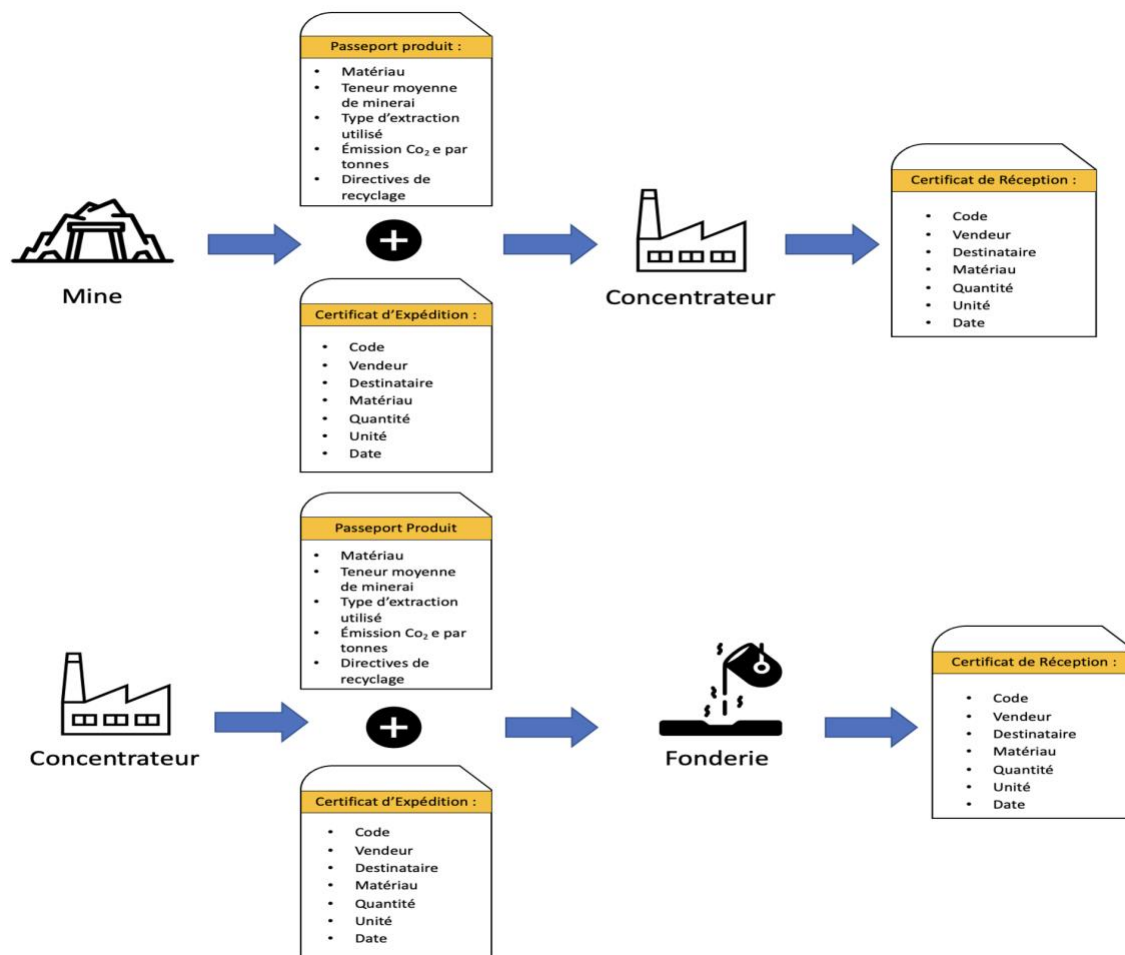 Passeport produit :
• Matériau
• Teneur moyenne
de minerai
• Type d'extraction
utilisé
• Émission Co₂ e par
tonnes
• Directives de
recyclage
Mine
Certificat d'Expédition :
• Code
• Vendeur
• Destinataire
• Matériau
• Quantité
• Unité
• Date
Concentrateur
Certificat de Réception :
• Code
• Vendeur
• Destinataire
• Matériau
• Quantité
• Unité
• Date
Passeport Produit
• Matériau
• Teneur moyenne
de minerai
• Type d'extraction
utilisé
• Émission Co₂ e par
tonnes
• Directives de
recyclage
Concentrateur
Certificat d'Expédition :
• Code
• Vendeur
• Destinataire
• Matériau
• Quantité
• Unité
• Date
Fonderie
Certificat de Réception :
• Code
• Vendeur
• Destinataire
• Matériau
• Quantité
• Unité
• Date